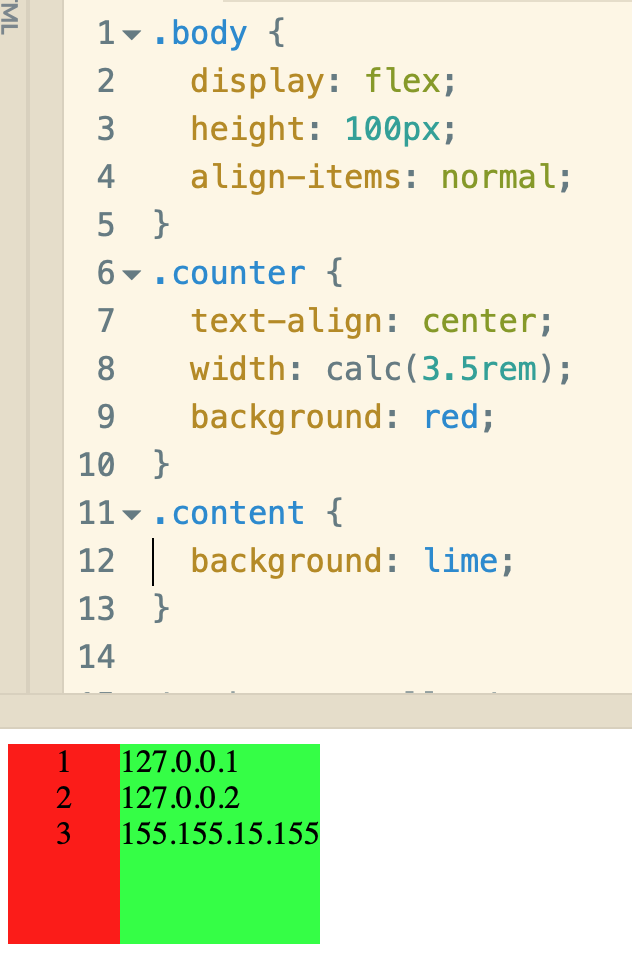 1 .body {
2 display: flex;
3 height: 100px;
4 align-items: normal;
5 }
6 .counter {
7 text-align: center;
8 width: calc(3.5rem);
9 background: red;
10 }
11 .content {
12 background: lime;
13 }
14
1 127.0.0.1
2 127.0.0.2
3 155.155.15.155